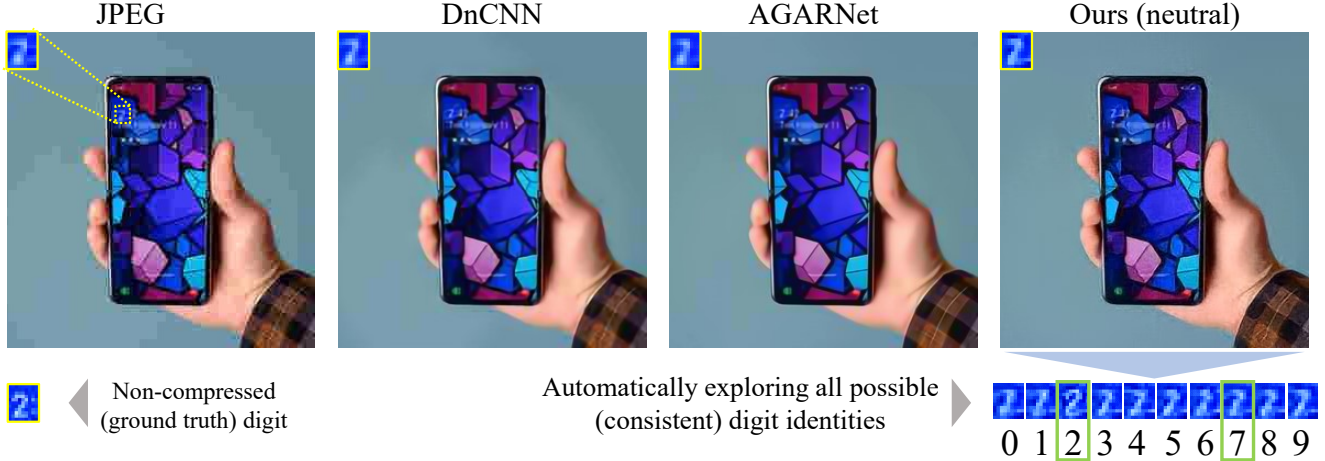 JPEG
DnCNN
AGARNet
Ours (neutral)
Non-compressed
(ground truth) digit
Automatically exploring all possible
(consistent) digit identities
0 1 2 3 4 5 6 7 8 9